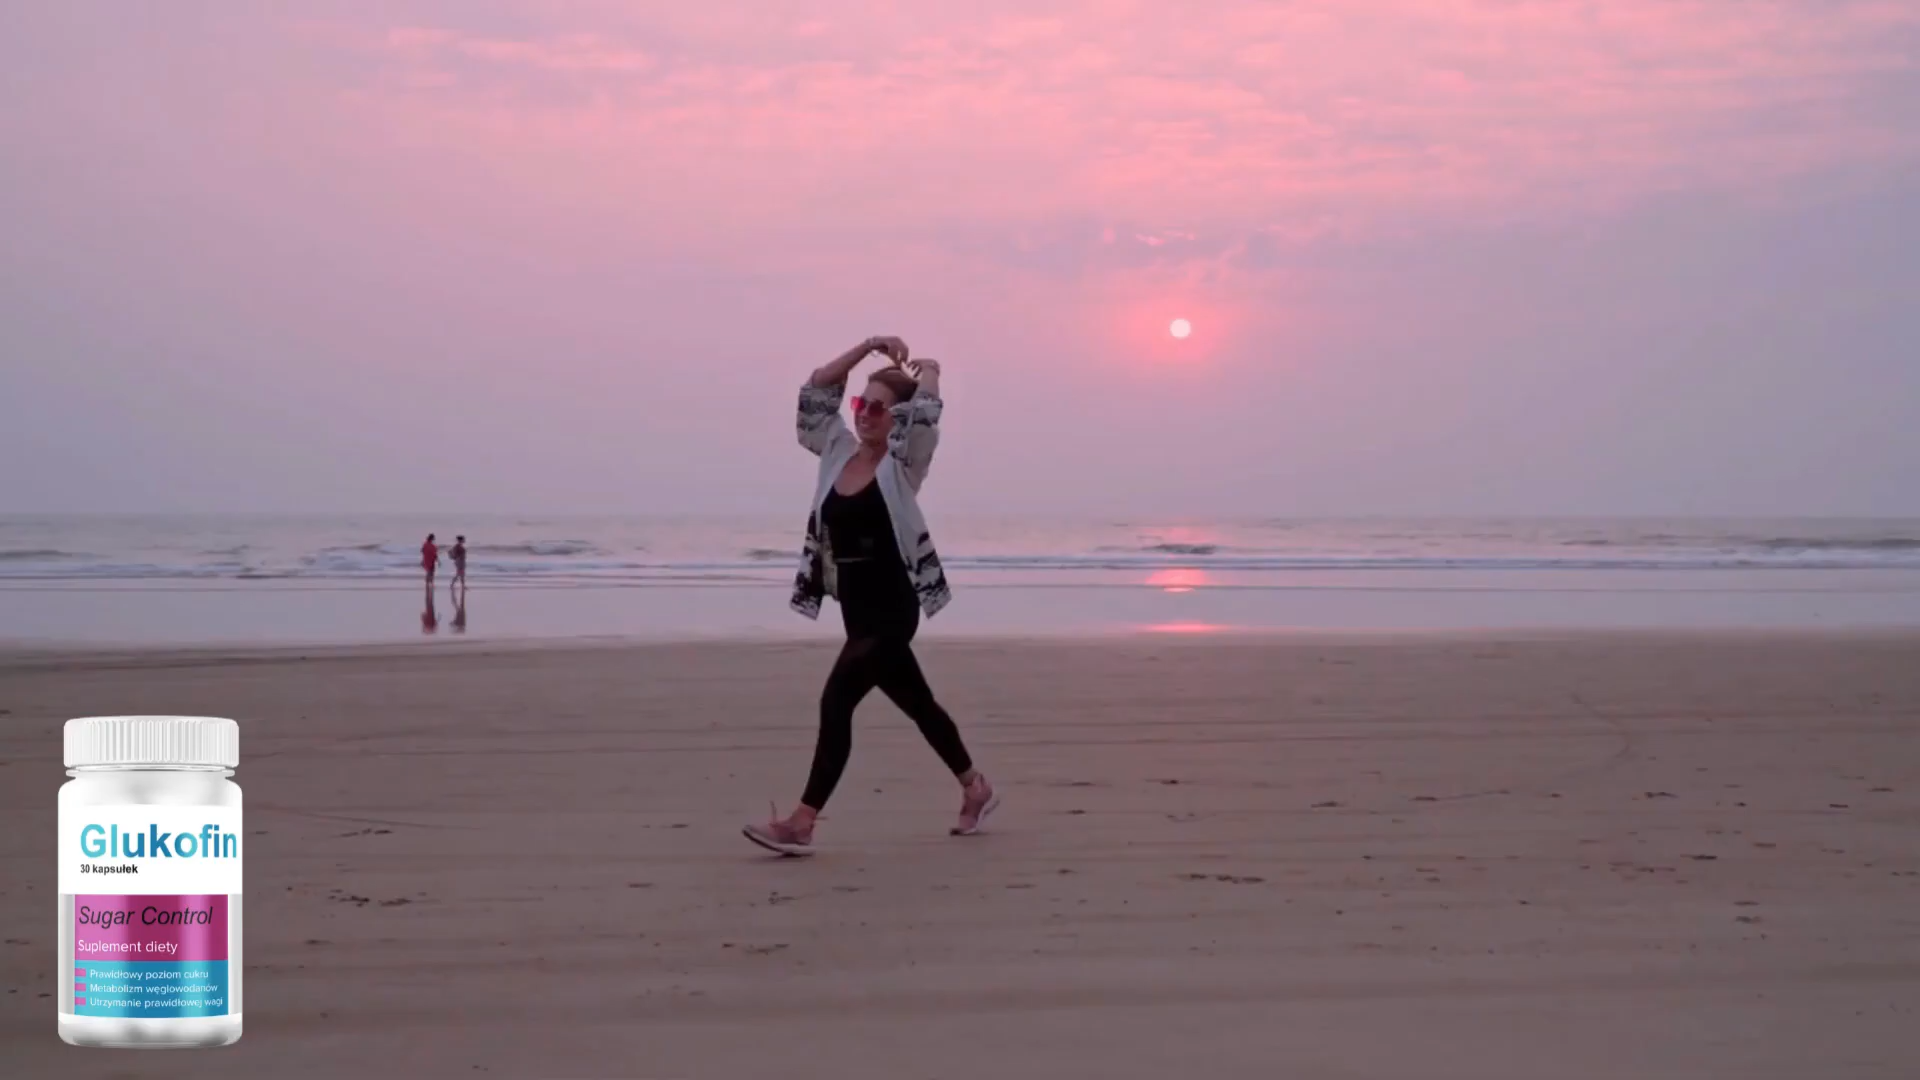 Glukofin
30 kapsułek
Sugar Control
Suplement diety
Prawidłowy poziom cukru
Metabolizm węglowodanów
Utrzymanie prawidłowej wagi